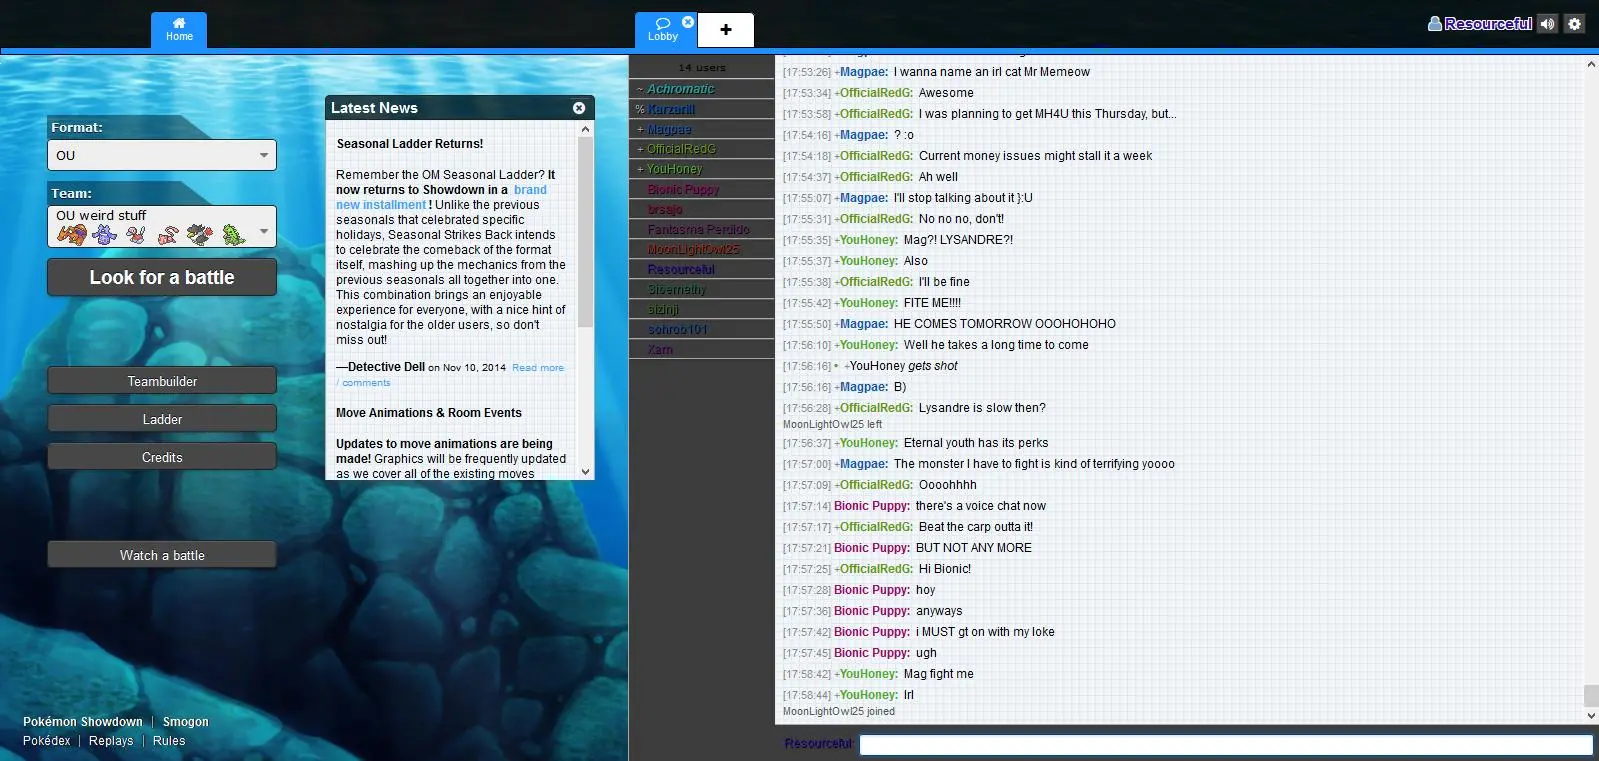 Home
Lobby
+
Resourceful
Format:
OU
Team:
OU weird stuff
Look for a battle
Teambuilder
Ladder
Credits
Watch a battle
Pokémon Showdown | Smogon
Pokédex | Replays | Rules
Latest News
Seasonal Ladder Returns!
Remember the OM Seasonal Ladder? It
now returns to Showdown in a brand
new installment ! Unlike the previous
seasonals that celebrated specific
holidays, Seasonal Strikes Back intends
to celebrate the comeback of the format
itself, mashing up the mechanics from the
previous seasonals all together into one.
This combination brings an enjoyable
experience for everyone, with a nice hint of
nostalgia for the older users, so don't
miss out!
—Detective Dell on Nov 10, 2014 Read more
/ comments
Move Animations & Room Events
Updates to move animations are being
made! Graphics will be frequently updated
as we cover all of the existing moves
14 users
~ Achromatic
% Karzarill
+ Magpae
+ OfficialRedG
+ YouHoney
Bionic Puppy
brsajo
Fantasma Perdido
MoonLightOwl25
Resourceful
Sibernethy
slzinji
sohrob101
Xarn
[17:53:26] +Magpae: I wanna name an irl cat Mr Memeow
[17:53:34] +OfficialRedG: Awesome
[17:53:58] +OfficialRedG: I was planning to get MH4U this Thursday, but...
[17:54:16] +Magpae: ? :o
[17:54:18] +OfficialRedG: Current money issues might stall it a week
[17:54:37] +OfficialRedG: Ah well
[17:55:07] +Magpae: I'll stop talking about it }:U
[17:55:31] +OfficialRedG: No no no, don't!
[17:55:35] +YouHoney: Mag?! LYSANDRE?!
[17:55:37] +YouHoney: Also
[17:55:38] +OfficialRedG: I'll be fine
[17:55:42] +YouHoney: FITE ME!!!!
[17:55:50] +Magpae: HE COMES TOMORROW OOOHOHOHO
[17:56:10] +YouHoney: Well he takes a long time to come
[17:56:16] • +YouHoney gets shot
[17:56:16] +Magpae: B)
[17:56:28] +OfficialRedG: Lysandre is slow then?
MoonLightOwl25 left
[17:56:37] +YouHoney: Eternal youth has its perks
[17:57:00] +Magpae: The monster I have to fight is kind of terrifying yoooo
[17:57:09] +OfficialRedG: Oooohhhh
[17:57:14] Bionic Puppy: there's a voice chat now
[17:57:17] +OfficialRedG: Beat the carp outta it!
[17:57:21] Bionic Puppy: BUT NOT ANY MORE
[17:57:25] +OfficialRedG: Hi Bionic!
[17:57:28] Bionic Puppy: hoy
[17:57:36] Bionic Puppy: anyways
[17:57:42] Bionic Puppy: i MUST gt on with my loke
[17:57:45] Bionic Puppy: ugh
[17:58:42] +YouHoney: Mag fight me
[17:58:44] +YouHoney: Irl
MoonLightOwl25 joined
Resourceful: